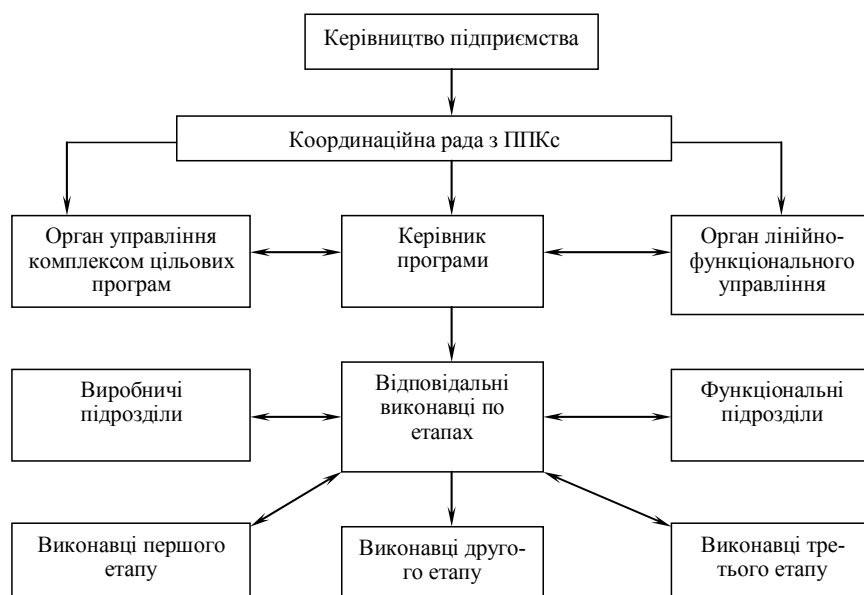 Керівництво підприємства
Координаційна рада з ППКс
Орган управління
комплексом цільових
програм
Керівник
програми
Орган лінійно-
функціонального
управління
Виробничі
підрозділи
Відповідальні
виконавці по
етапах
Функціональні
підрозділи
Виконавці першого
етапу
Виконавці друго-
го етапу
Виконавці тре-
тього етапу